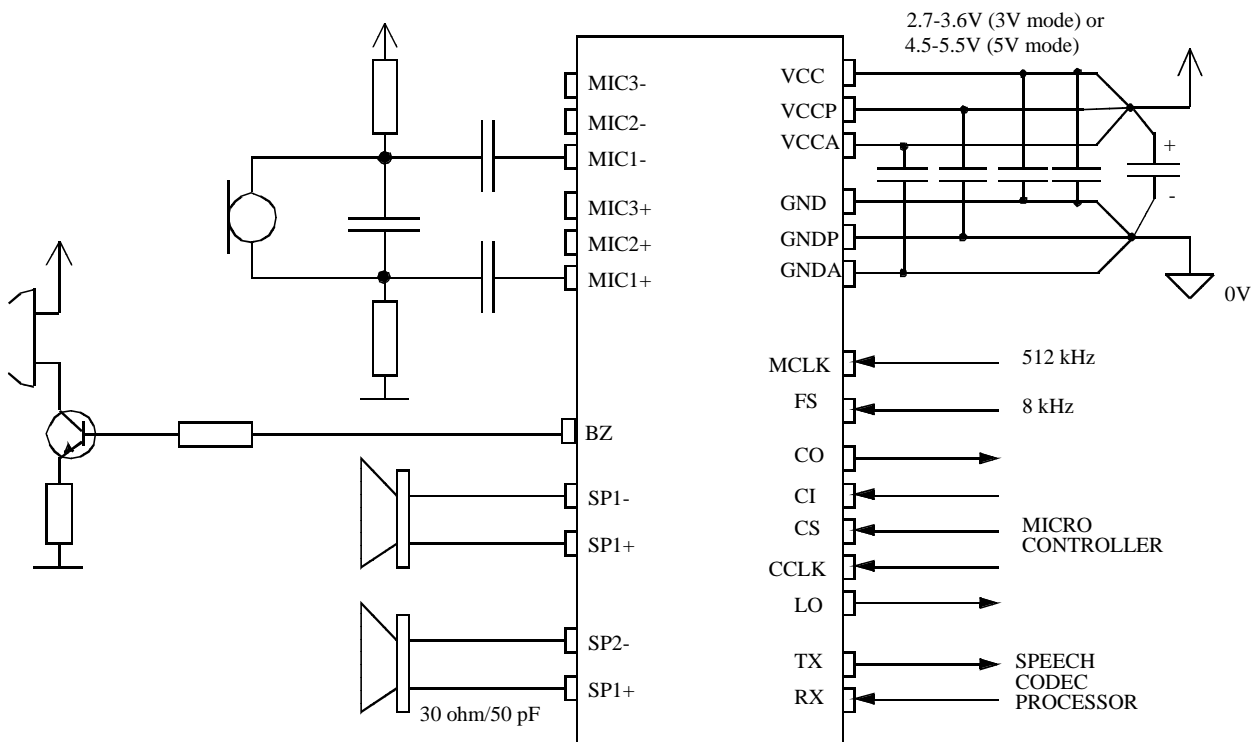 2.7-3.6V (3V mode) or
4.5-5.5V (5V mode)
MIC3-
MIC2-
MIC1-
MIC3+
MIC2+
MIC1+
BZ
SP1-
SP1+
SP2-
SP1+
30 ohm/50 pF
VCC
VCCP
VCCA
GND
GNDP
GNDA
+
-
0V
MCLK
512 kHz
FS
8 kHz
CO
CI
CS
CCLK
LO
MICRO
CONTROLLER
TX
RX
SPEECH
CODEC
PROCESSOR